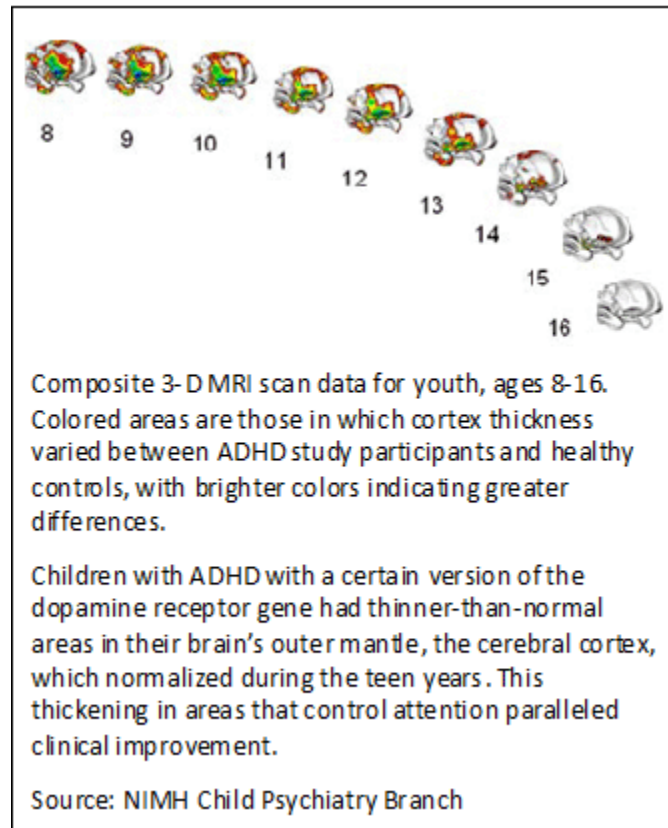 8
9
10
11
12
13
14
15
16
Composite 3-D MRI scan data for youth, ages 8-16.
Colored areas are those in which cortex thickness
varied between ADHD study participants and healthy
controls, with brighter colors indicating greater
differences.
Children with ADHD with a certain version of the
dopamine receptor gene had thinner-than-normal
areas in their brain's outer mantle, the cerebral cortex,
which normalized during the teen years. This
thickening in areas that control attention paralleled
clinical improvement.
Source: NIMH Child Psychiatry Branch